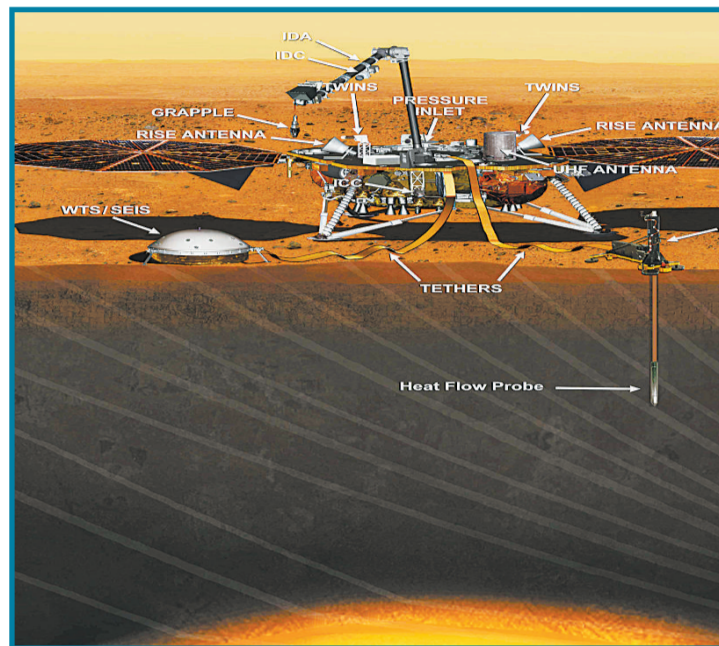 IDA
IDC
TWINS
TWINS
GRAPPLE
PRESSURE
INLET
RISE ANTENNA
RISE ANTENNA
UHF ANTENNA
ICC
WTS/SEIS
TETHERS
Heat Flow Probe